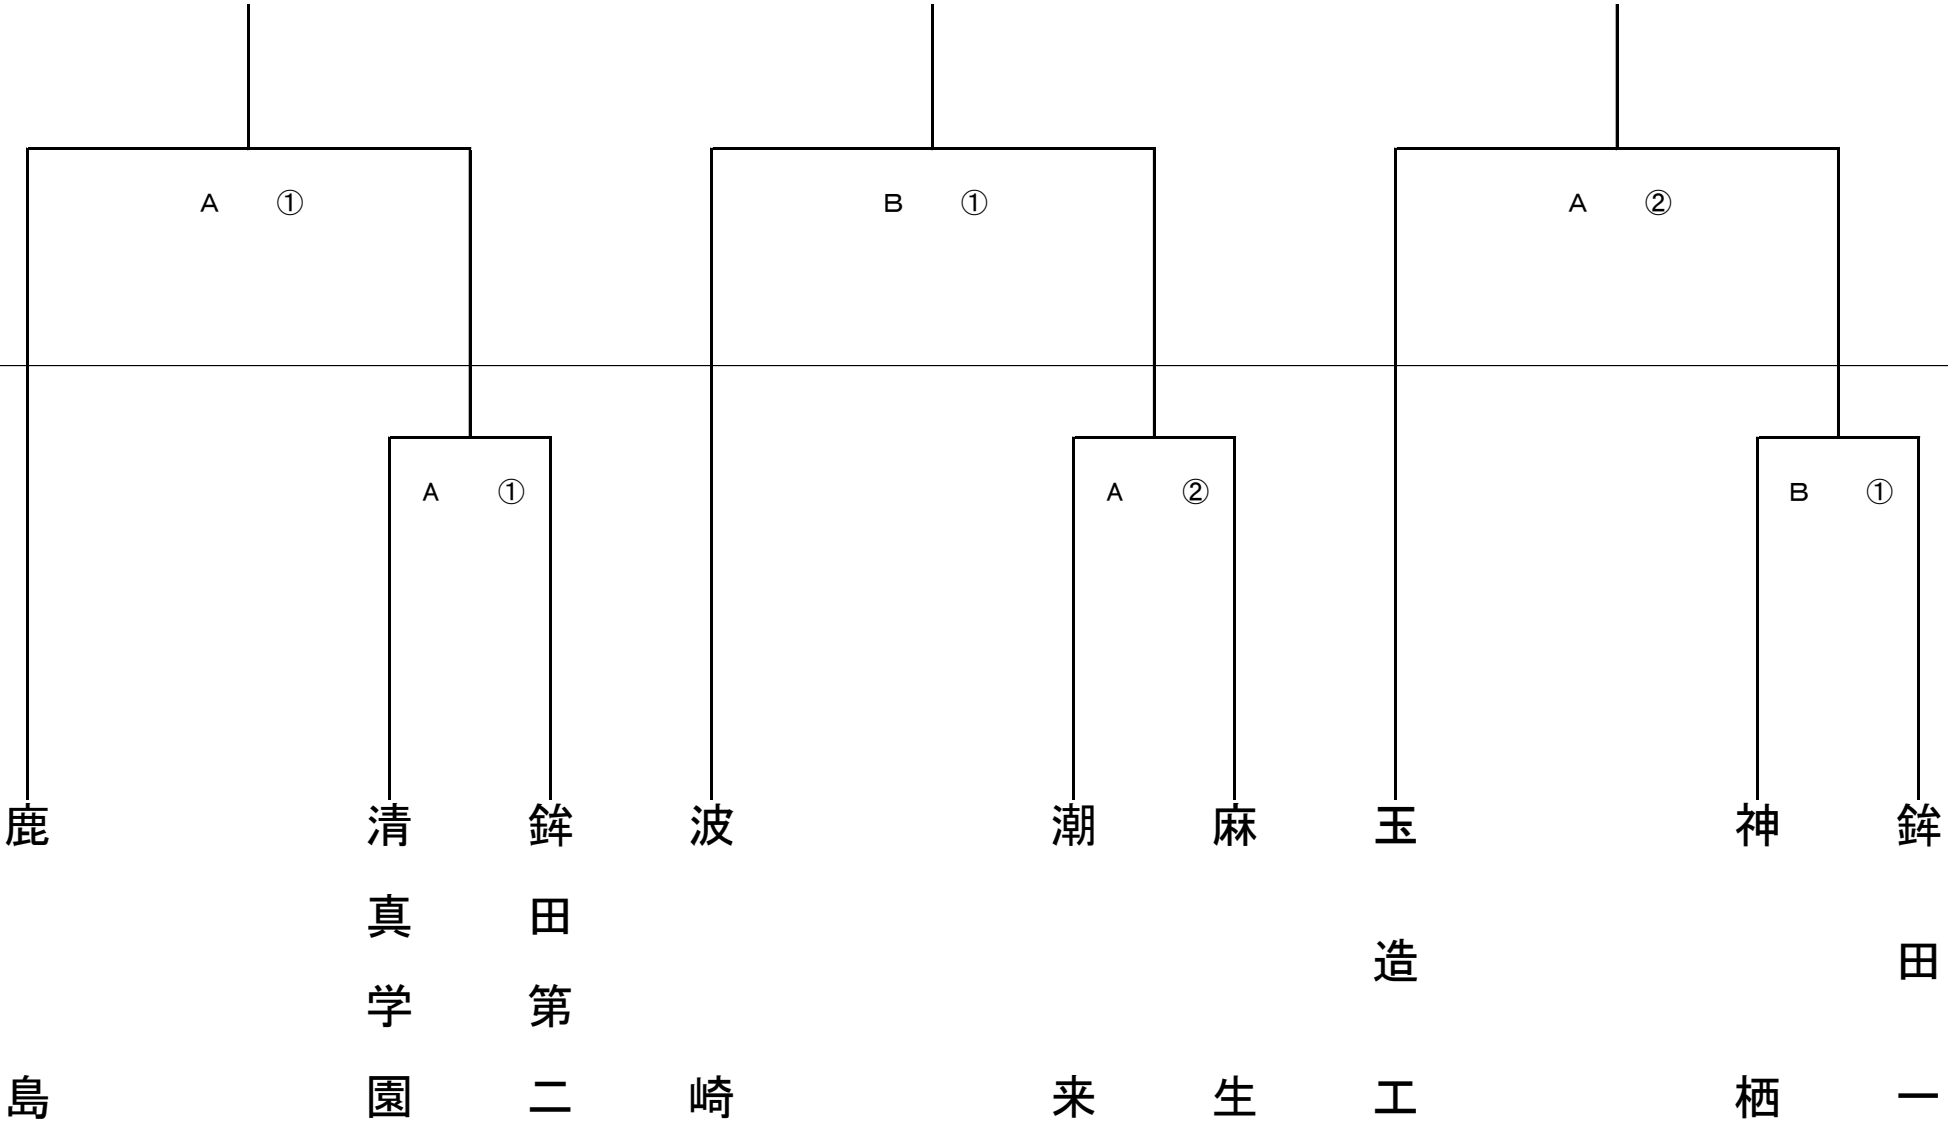 A ①
B ①
A ②
A ①
A ②
B ①
鹿島
清真学園
鉾田第二
波崎
潮来
麻生
玉造工
神栖
鉾田一